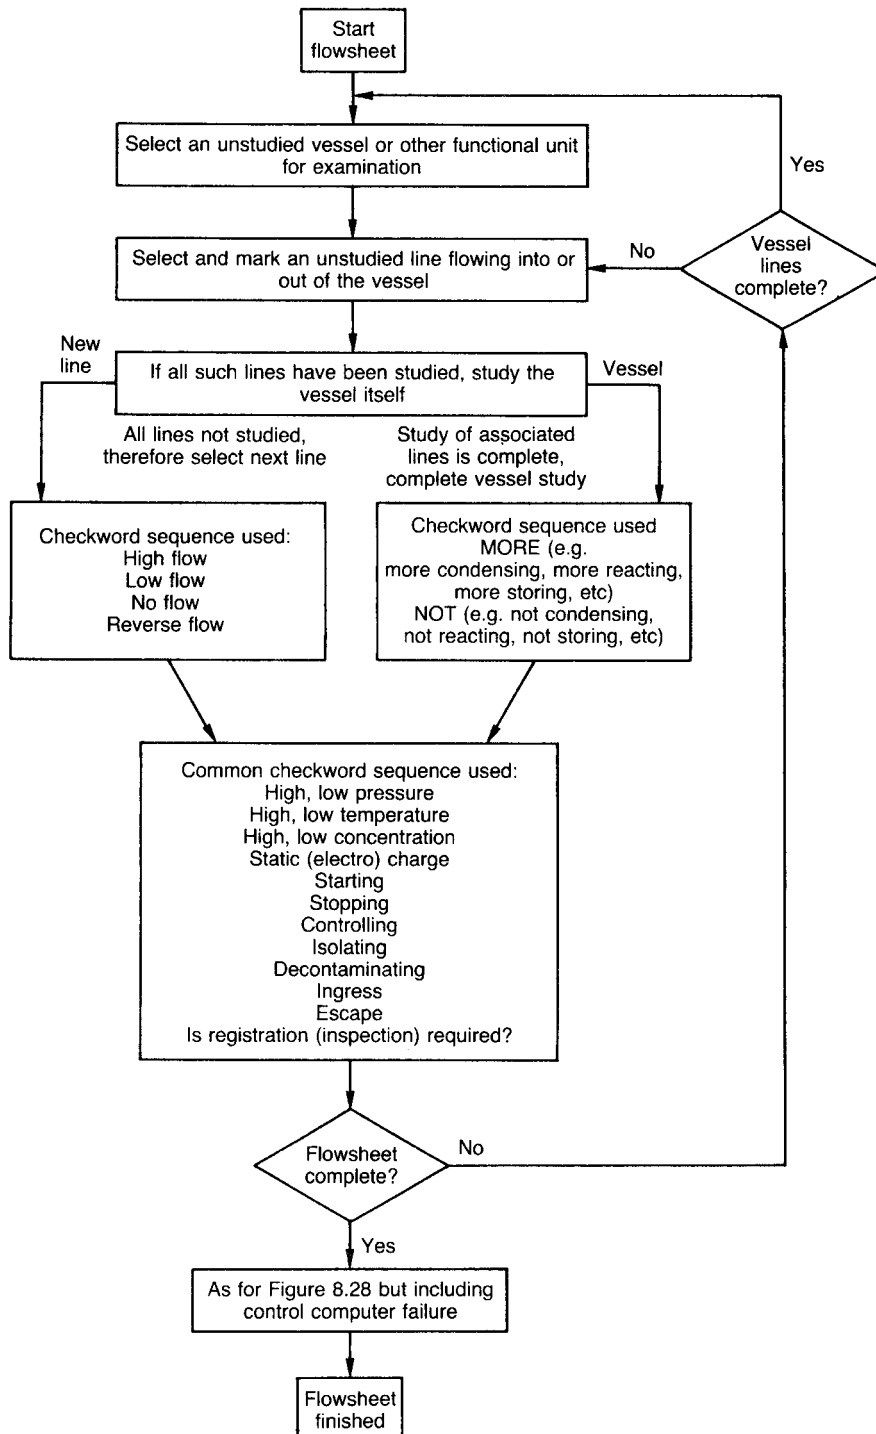 Start
flowsheet
Select an unstudied vessel or other functional unit
for examination
Yes
Select and mark an unstudied line flowing into or
out of the vessel
No
Vessel
lines
complete?
New
line
If all such lines have been studied, study the
vessel itself
Vessel
All lines not studied,
therefore select next line
Study of associated
lines is complete,
complete vessel study
Checkword sequence used:
High flow
Low flow
No flow
Reverse flow
Checkword sequence used
MORE (e.g.
more condensing, more reacting,
more storing, etc)
NOT (e.g. not condensing,
not reacting, not storing, etc)
Common checkword sequence used:
High, low pressure
High, low temperature
High, low concentration
Static (electro) charge
Starting
Stopping
Controlling
Isolating
Decontaminating
Ingress
Escape
Is registration (inspection) required?
Flowsheet
complete?
No
Yes
As for Figure 8.28 but including
control computer failure
Flowsheet
finished